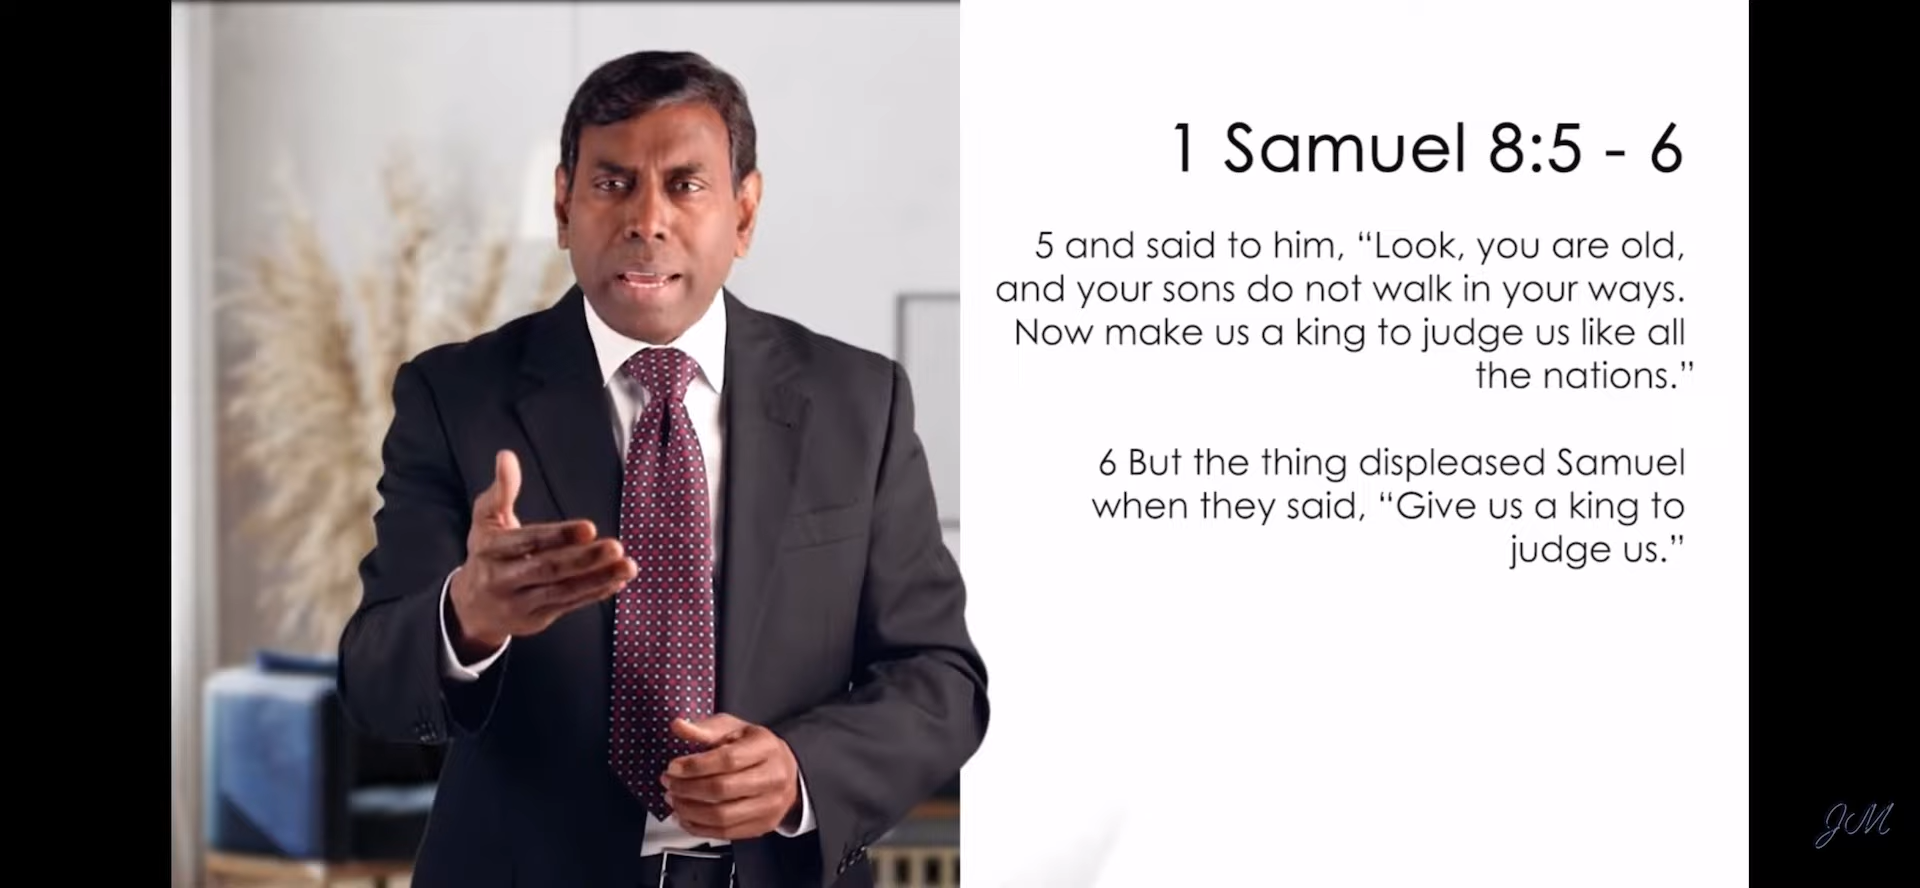 1 Samuel 8:5 - 6
5 and said to him, “Look, you are old,
and your sons do not walk in your ways.
Now make us a king to judge us like all
the nations.”
6 But the thing displeased Samuel
when they said, “Give us a king to
judge us.”
JM